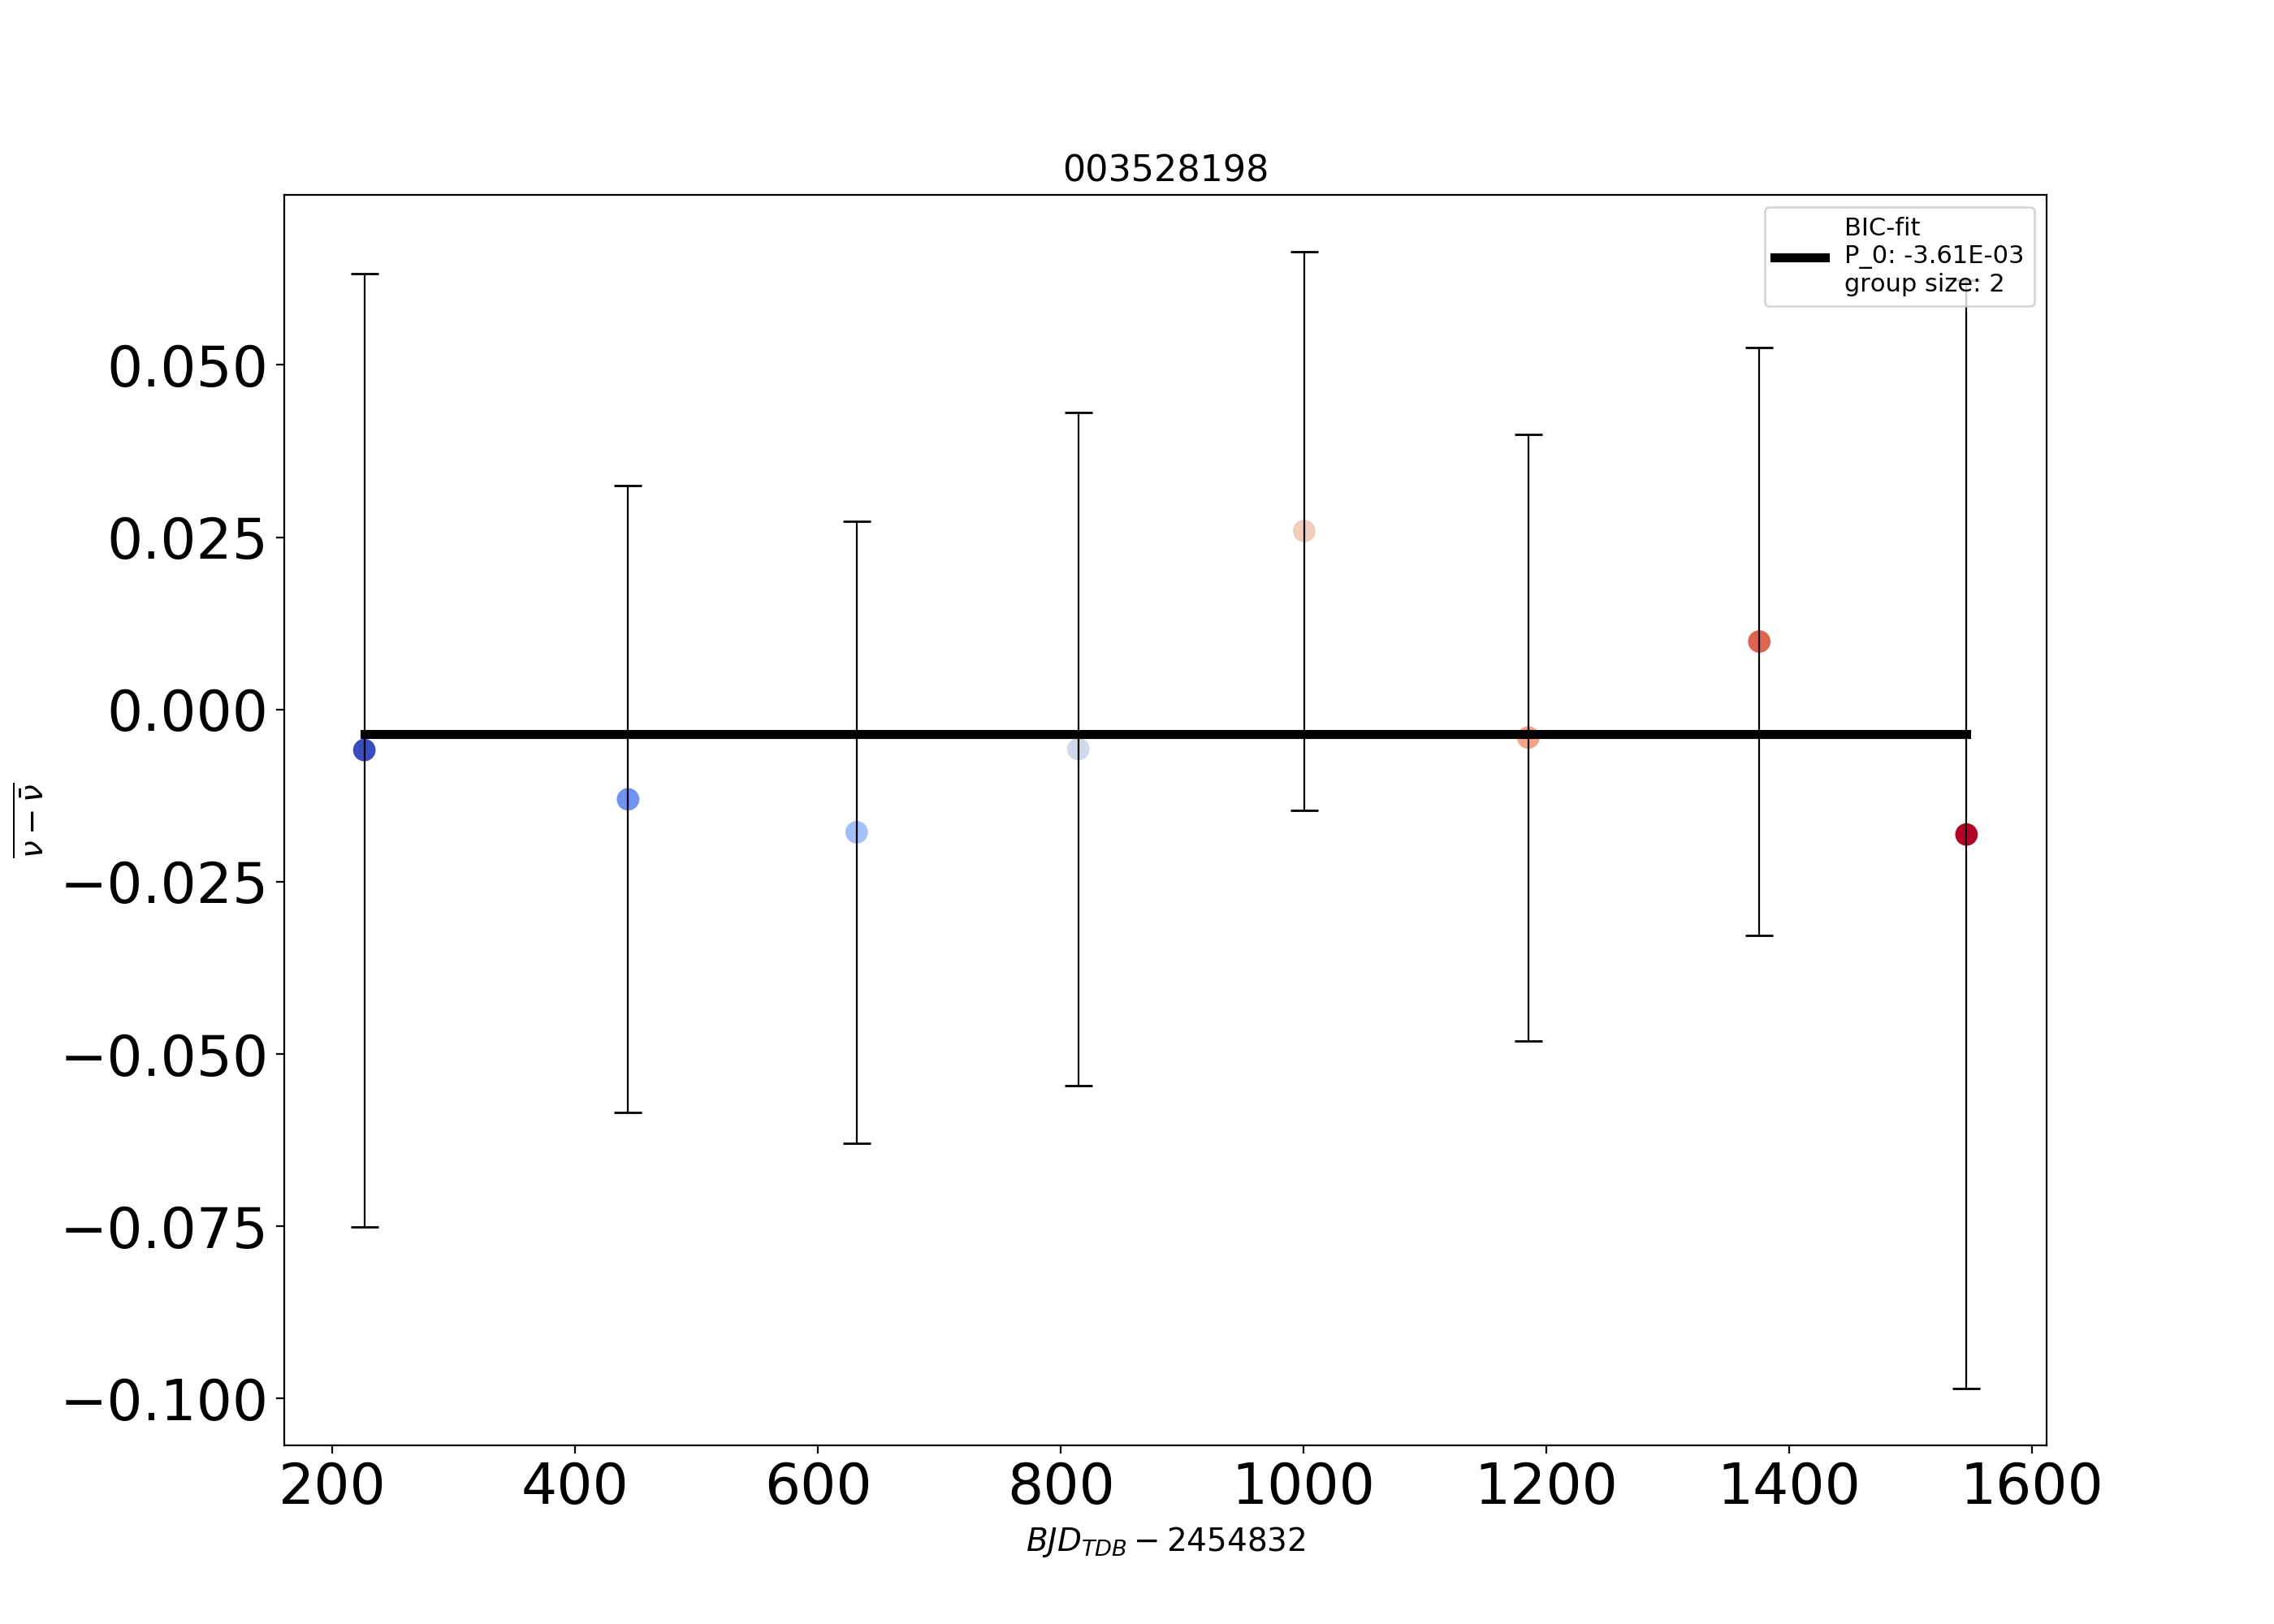 003528198
BIC-fit
P_0: -3.61E-03
group size: 2
0.050
0.025
0.000
−0.025
−0.050
−0.075
−0.100
ν − ν̄
200 400 600 800 1000 1200 1400 1600
BJD_TDB − 2454832